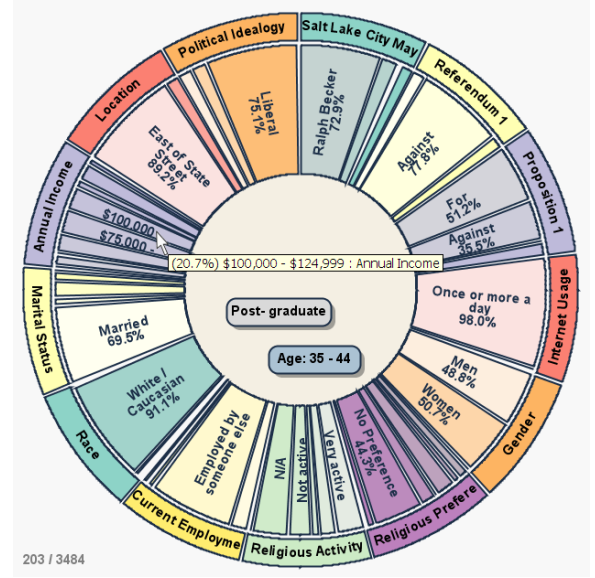 Political Idealogy
Salt Lake City May
Location
Referendum 1
Liberal
75.1%
Ralph Becker
72.9%
East of State
Street
89.2%
Against
77.8%
Annual Income
Proposition 1
For
51.2%
$100,000
$75,000 -
Against
35.5%
(20.7%) $100,000 - $124,999 : Annual Income
Marital Status
Internet Usage
Once or more a
day
98.0%
Post- graduate
Married
69.5%
Age: 35 - 44
Men
48.8%
White /
Caucasian
91.1%
Women
50.7%
Race
Gender
Employed by
someone else
N/A
Not active
Very active
No Preference
44.3%
Current Employme
Religious Activity
Religious Prefere
203 / 3484